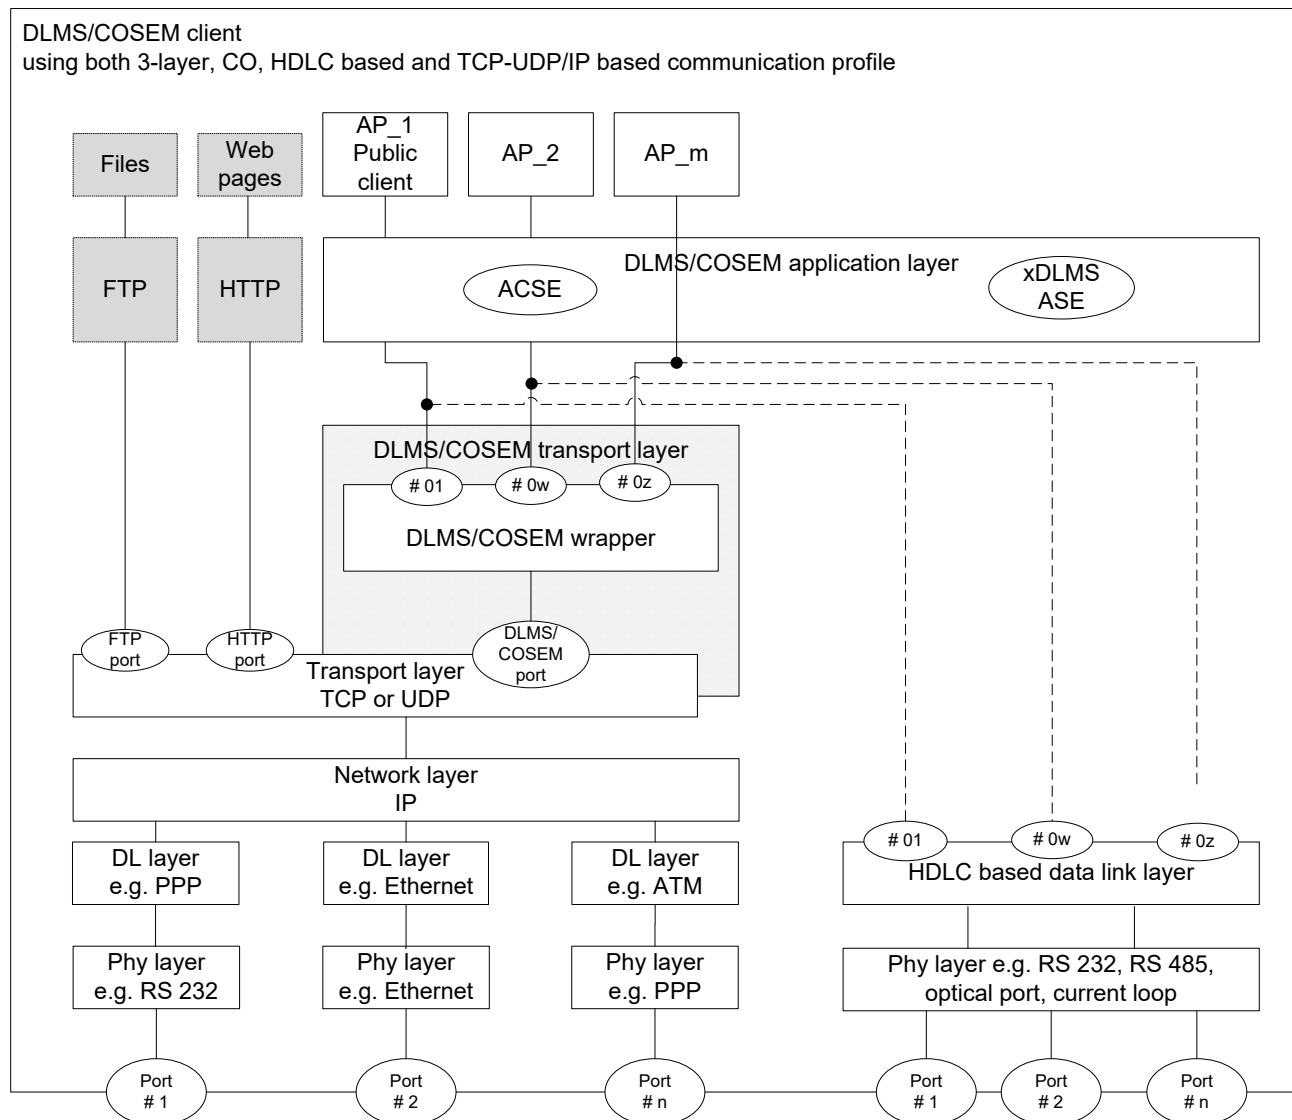 DLMS/COSEM client
using both 3-layer, CO, HDLC based and TCP-UDP/IP based communication profile
Files
Web
pages
AP_1
Public
client
AP_2
AP_m
FTP
HTTP
DLMS/COSEM application layer
ACSE
xDLMS
ASE
DLMS/COSEM transport layer
# 01
# 0w
# 0z
DLMS/COSEM wrapper
FTP
port
HTTP
port
DLMS/
COSEM
port
Transport layer
TCP or UDP
Network layer
IP
DL layer
e.g. PPP
DL layer
e.g. Ethernet
DL layer
e.g. ATM
# 01
# 0w
# 0z
HDLC based data link layer
Phy layer
e.g. RS 232
Phy layer
e.g. Ethernet
Phy layer
e.g. PPP
Phy layer e.g. RS 232, RS 485,
optical port, current loop
Port
# 1
Port
# 2
Port
# n
Port
# 1
Port
# 2
Port
# n